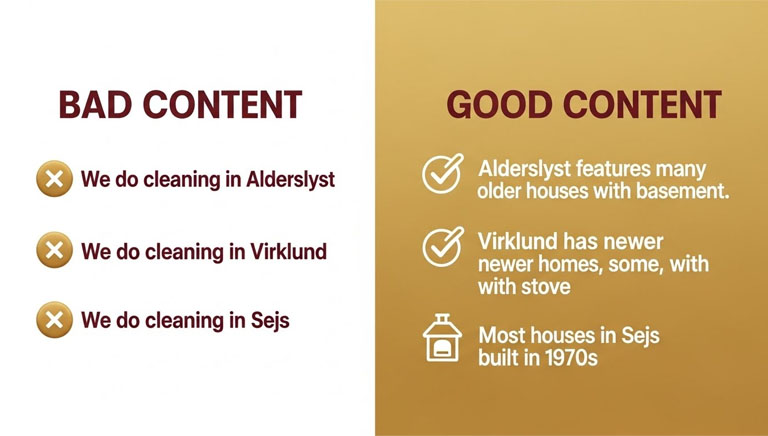 BAD CONTENT
We do cleaning in Alderslyst
We do cleaning in Virklund
We do cleaning in Sejs
GOOD CONTENT
Alderslyst features many
older houses with basement.
Virklund has newer
newer homes, some, with
with stove
Most houses in Sejs
built in 1970s